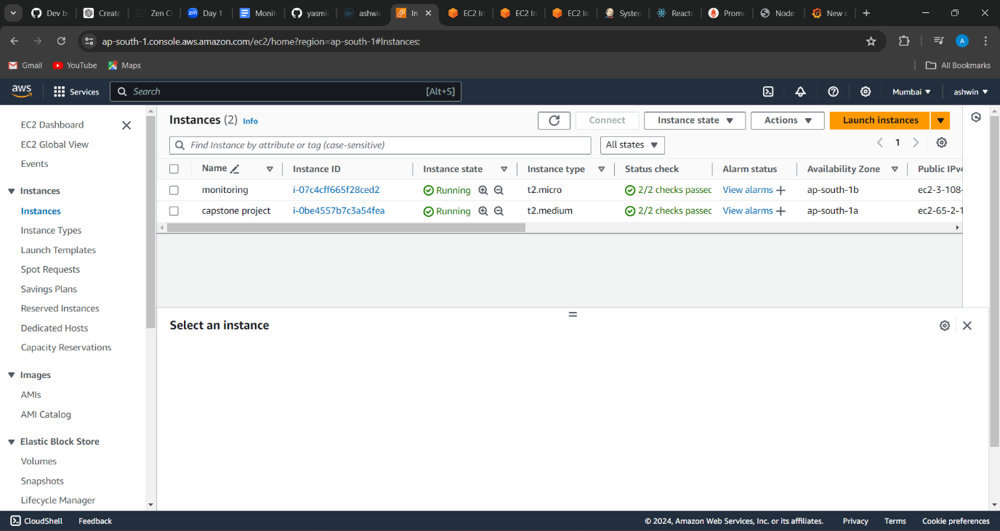 Dev by
Create
Zen Cl
zm Day 1
Monit
yasmi
ashwin
In
EC2 In
EC2 In
EC2 In
System
Reacts
Prome
Node
New d
ap-south-1.console.aws.amazon.com/ec2/home?region=ap-south-1#Instances:
A
Gmail YouTube Maps All Bookmarks
aws Services Search [Alt+S] Mumbai ashwin
EC2 Dashboard
EC2 Global View
Events
Instances
Instances
Instance Types
Launch Templates
Spot Requests
Savings Plans
Reserved Instances
Dedicated Hosts
Capacity Reservations
Images
AMIs
AMI Catalog
Elastic Block Store
Volumes
Snapshots
Lifecycle Manager
Instances (2) Info Connect Instance state Actions Launch instances
Find Instance by attribute or tag (case-sensitive) All states 1
Name Instance ID Instance state Instance type Status check Alarm status Availability Zone Public IPv4
monitoring i-07c4cff665f28ced2 Running t2.micro 2/2 checks passec View alarms ap-south-1b ec2-3-108-
capstone project i-0be4557b7c3a54fea Running t2.medium 2/2 checks passec View alarms ap-south-1a ec2-65-2-1
Select an instance
CloudShell Feedback © 2024, Amazon Web Services, Inc. or its affiliates. Privacy Terms Cookie preferences